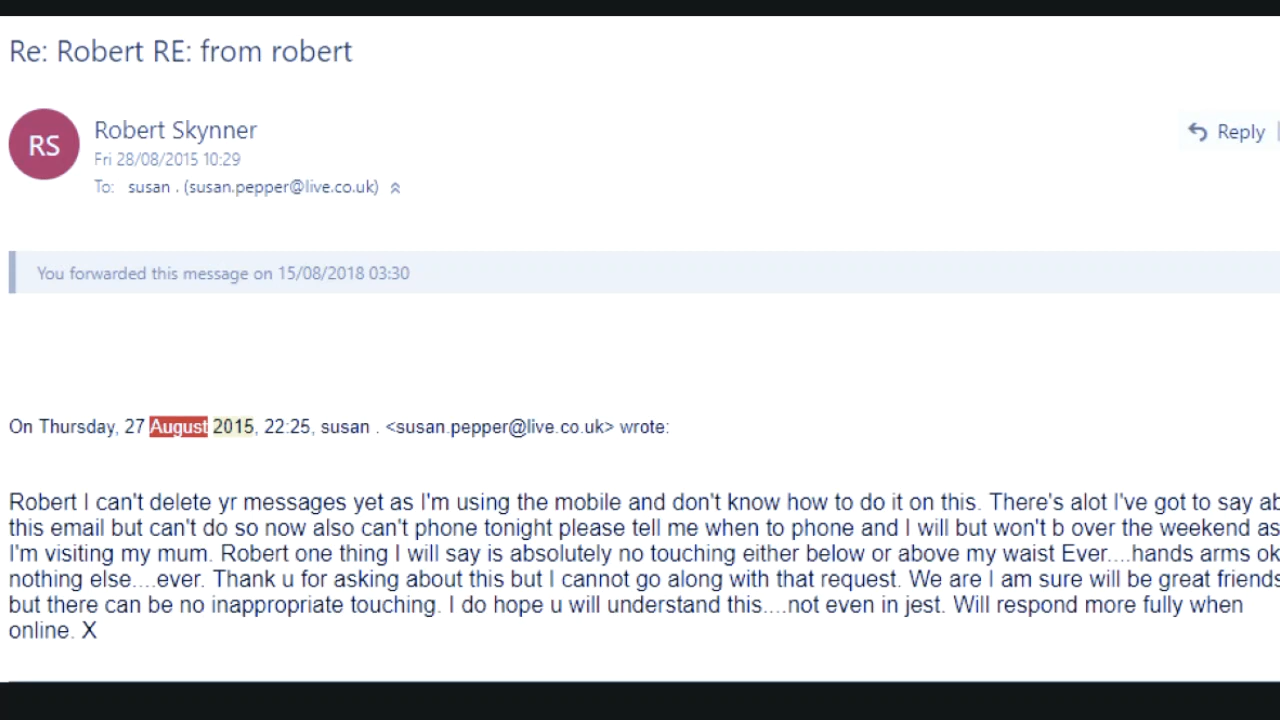 Re: Robert RE: from robert
RS
Robert Skynner
Fri 28/08/2015 10:29
To: susan . (susan.pepper@live.co.uk)
Reply
You forwarded this message on 15/08/2018 03:30
On Thursday, 27 August 2015, 22:25, susan . <susan.pepper@live.co.uk> wrote:
Robert I can't delete yr messages yet as I'm using the mobile and don't know how to do it on this. There's alot I've got to say
this email but can't do so now also can't phone tonight please tell me when to phone and I will but won't b over the weekend as
I'm visiting my mum. Robert one thing I will say is absolutely no touching either below or above my waist Ever....hands arms ok
nothing else....ever. Thank u for asking about this but I cannot go along with that request. We are I am sure will be great friends
but there can be no inappropriate touching. I do hope u will understand this....not even in jest. Will respond more fully when
online. X